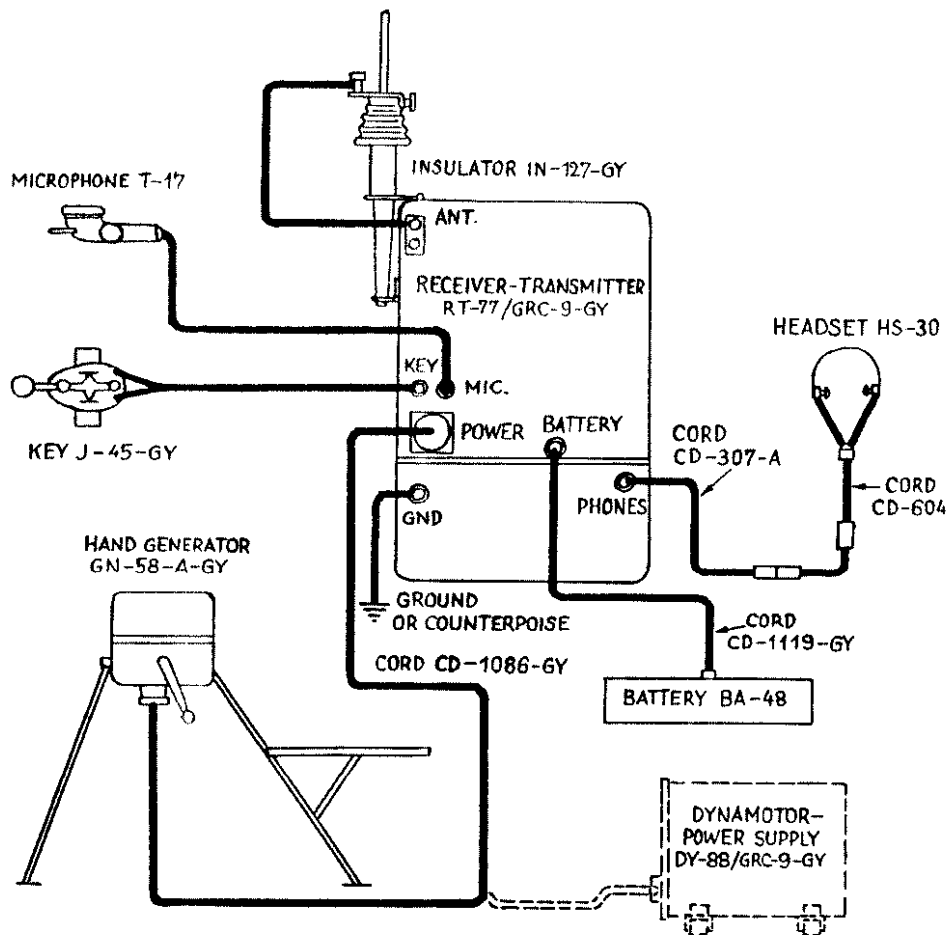 INSULATOR IN-127-GY
MICROPHONE T-17
ANT.
RECEIVER-TRANSMITTER
RT-77/GRC-9-GY
HEADSET HS-30
KEY
MIC.
KEY J-45-GY
POWER
BATTERY
CORD
CD-307-A
CORD
CD-604
GND
PHONES
HAND GENERATOR
GN-58-A-GY
GROUND
OR COUNTERPOISE
CORD
CD-1119-GY
CORD CD-1086-GY
BATTERY BA-48
DYNAMOTOR-
POWER SUPPLY
DY-88/GRC-9-GY